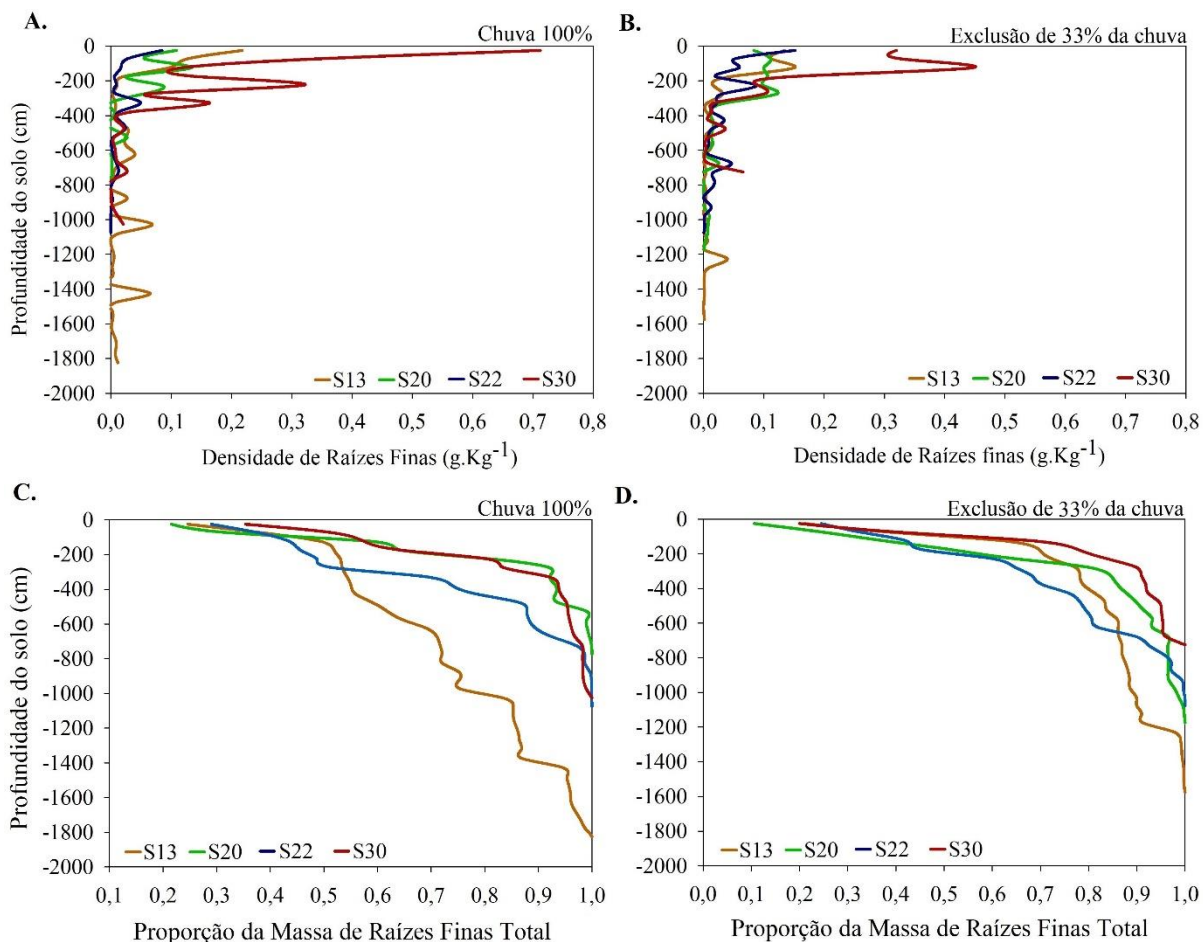 A.
Chuva 100%
Profundidade do solo (cm)
0
-200
-400
-600
-800
-1000
-1200
-1400
-1600
-1800
-2000
S13 S20 S22 S30
0,0 0,1 0,2 0,3 0,4 0,5 0,6 0,7 0,8
Densidade de Raízes Finas (g.Kg-1)
B.
Exclusão de 33% da chuva
0
-200
-400
-600
-800
-1000
-1200
-1400
-1600
-1800
-2000
S13 S20 S22 S30
0,0 0,1 0,2 0,3 0,4 0,5 0,6 0,7 0,8
Densidade de Raízes finas (g.Kg-1)
C.
Chuva 100%
Profundidade do solo (cm)
0
-200
-400
-600
-800
-1000
-1200
-1400
-1600
-1800
-2000
S13 S20 S22 S30
0,1 0,2 0,3 0,4 0,5 0,6 0,7 0,8 0,9 1,0
Proporção da Massa de Raízes Finas Total
D.
Exclusão de 33% da chuva
0
-200
-400
-600
-800
-1000
-1200
-1400
-1600
-1800
-2000
S13 S20 S22 S30
0,0 0,1 0,2 0,3 0,4 0,5 0,6 0,7 0,8 0,9 1,0
Proporção da Massa de Raízes Finas Total